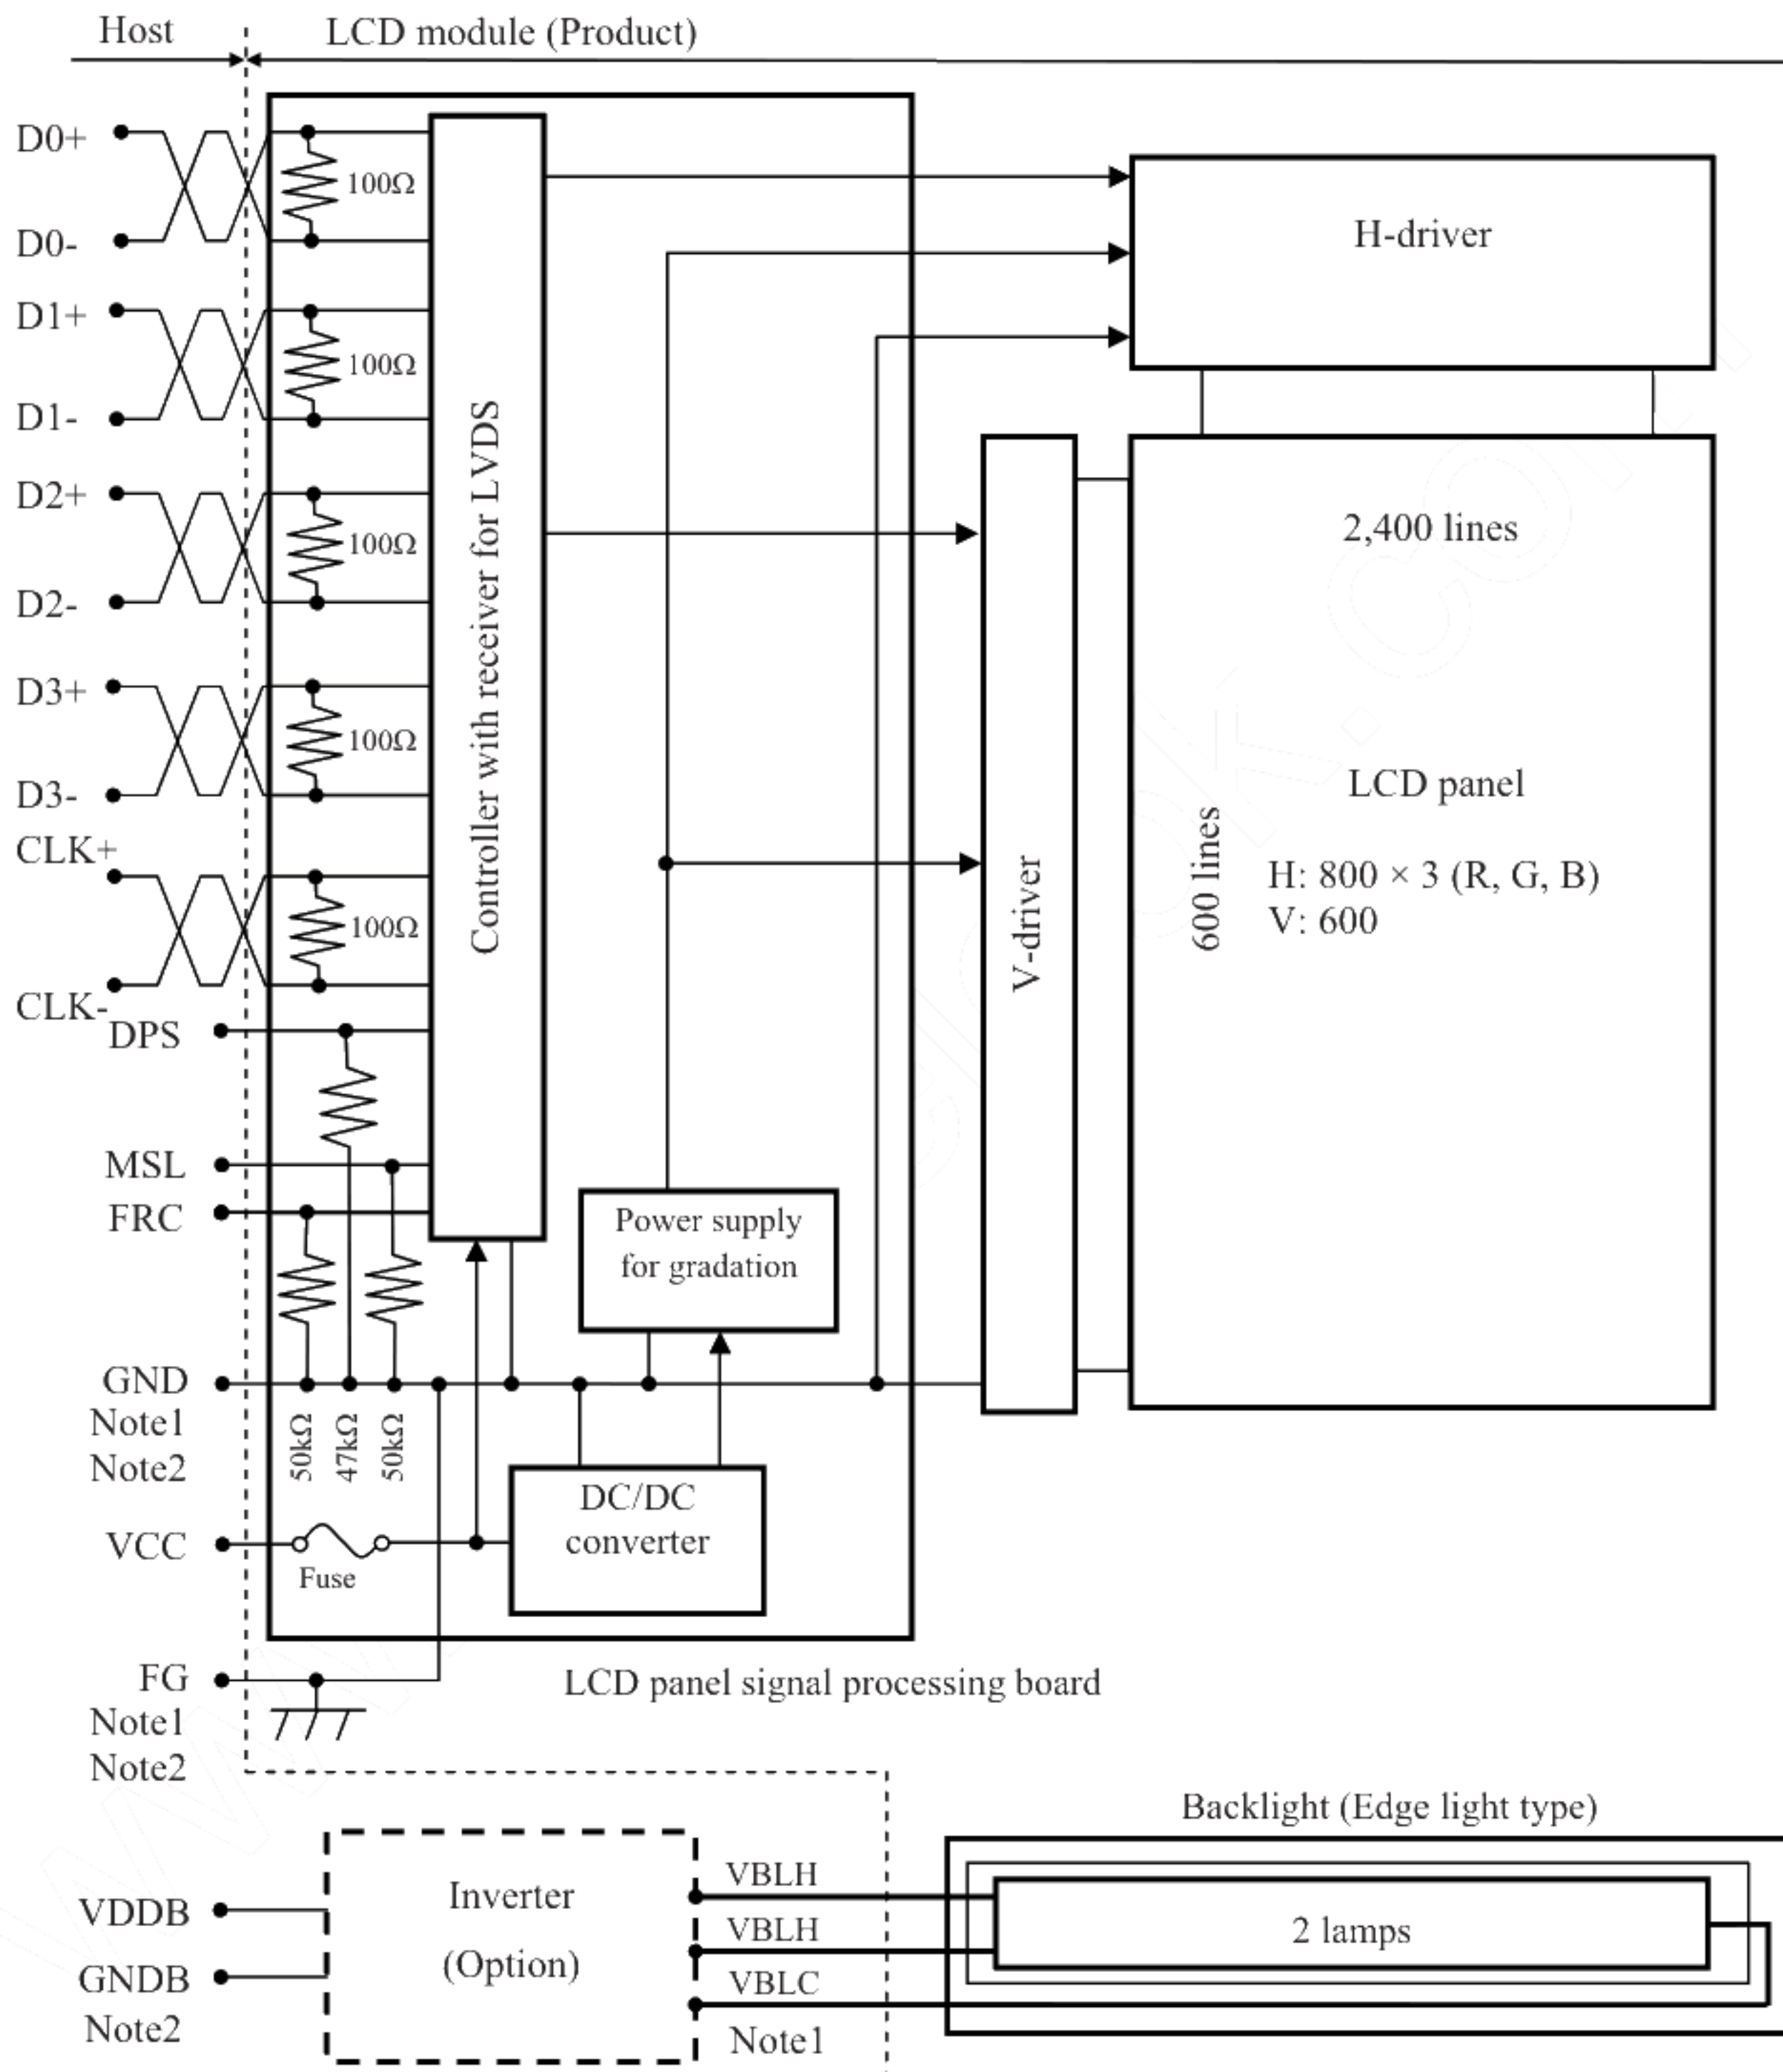 Host
LCD module (Product)
D0+
100Ω
D0-
H-driver
D1+
100Ω
D1-
D2+
100Ω
D2-
2,400 lines
D3+
100Ω
D3-
Controller with receiver for LVDS
LCD panel
600 lines
H: 800 × 3 (R, G, B)
V: 600
V-driver
CLK+
100Ω
CLK-
DPS
MSL
FRC
Power supply
for gradation
GND
Note1
Note2
50kΩ
47kΩ
50kΩ
DC/DC
converter
VCC
Fuse
FG
Note1
Note2
LCD panel signal processing board
Backlight (Edge light type)
VDDB
GNDB
Note2
Inverter
(Option)
VBLH
VBLH
VBLC
Note1
2 lamps